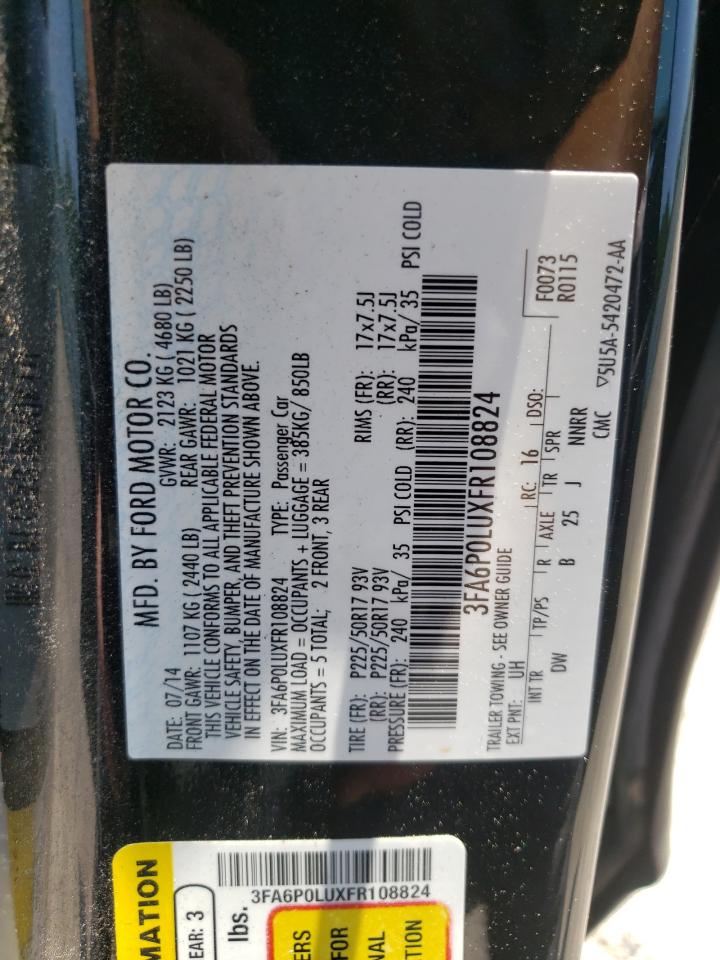 MFD. BY FORD MOTOR CO.
DATE: 07/14 GVWR: 2123 KG ( 4680 LB)
FRONT GAWR: 1107 KG ( 2440 LB) REAR GAWR: 1021 KG ( 2250 LB)
THIS VEHICLE CONFORMS TO ALL APPLICABLE FEDERAL MOTOR
VEHICLE SAFETY, BUMPER, AND THEFT PREVENTION STANDARDS
IN EFFECT ON THE DATE OF MANUFACTURE SHOWN ABOVE.
VIN: 3FA6P0LUXFR108824 TYPE: Passenger Car
MAXIMUM LOAD = OCCUPANTS + LUGGAGE = 385KG/ 850LB
OCCUPANTS = 5 TOTAL; 2 FRONT, 3 REAR
TIRE (FR): P225/50R17 93V RIMS (FR): 17x7.5J
(RR): P225/50R17 93V (RR): 17x7.5J
PRESSURE (FR): 240 kPa/ 35 PSI COLD (RR): 240 kPa/ 35 PSI COLD
3FA6P0LUXFR108824
TRAILER TOWING - SEE OWNER GUIDE
EXT PNT: UH RC: 16 DSO: F0073
R0115
INT TR TP/PS R AXLE TR SPR
DW B 25 J NNRR
CMC ▽5U5A-5420472-AA
3FA6P0LUXFR108824
MATION
EAR: 3
lbs.
ERS
FOR
NAL
TION